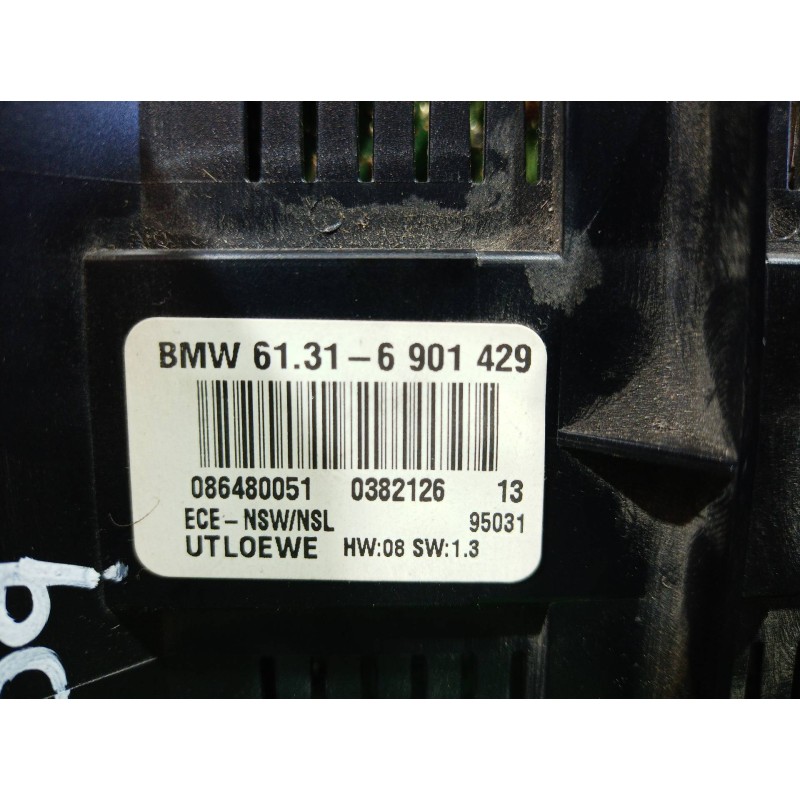 BMW 61.31-6 901 429
086480051 0382126 13
ECE-NSW/NSL 95031
UTLOEWE HW:08 SW:1.3